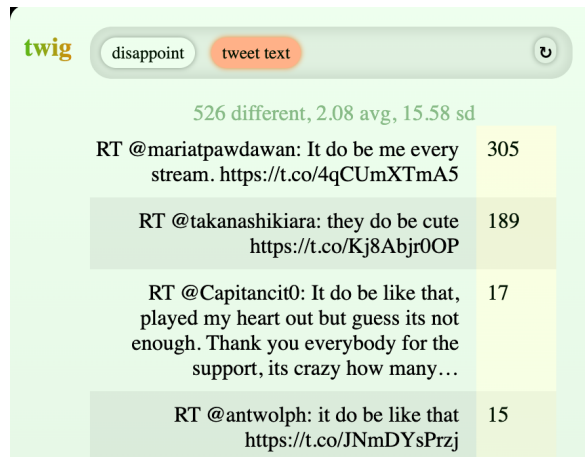 twig
disappoint
tweet text
↻
526 different, 2.08 avg, 15.58 sd
RT @mariatpawdawan: It do be me every
stream. https://t.co/4qCUmXTmA5
305
RT @takanashikiara: they do be cute
https://t.co/Kj8Abjr0OP
189
RT @Capitancit0: It do be like that,
played my heart out but guess its not
enough. Thank you everybody for the
support, its crazy how many…
17
RT @antwolph: it do be like that
https://t.co/JNmDYsPrzj
15